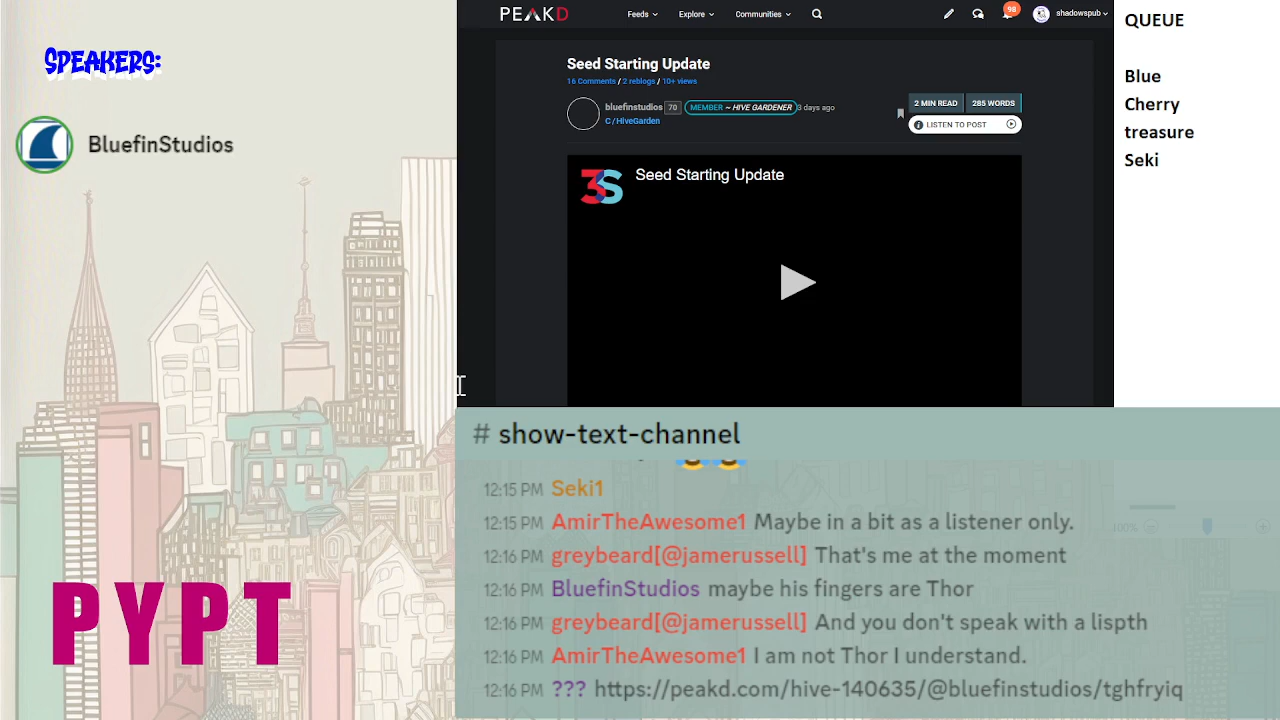 SPEAKERS:
BluefinStudios
PYPT
PEAKD
Feeds
Explore
Communities
98
shadowspub
Seed Starting Update
16 Comments / 2 reblogs / 10+ views
bluefinstudios 70 MEMBER ~ HIVE GARDENER 3 days ago
C/HiveGarden
2 MIN READ 285 WORDS
LISTEN TO POST
3S Seed Starting Update
QUEUE
Blue
Cherry
treasure
Seki
# show-text-channel
12:15 PM Seki1
12:15 PM AmirTheAwesome1 Maybe in a bit as a listener only.
12:16 PM greybeard[@jamerussell] That's me at the moment
12:16 PM BluefinStudios maybe his fingers are Thor
12:16 PM greybeard[@jamerussell] And you don't speak with a lispth
12:16 PM AmirTheAwesome1 I am not Thor I understand.
12:16 PM ??? https://peakd.com/hive-140635/@bluefinstudios/tghfryiq
100%